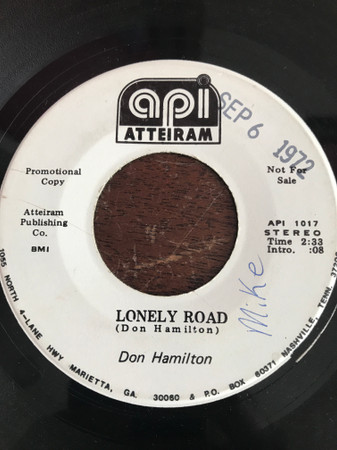 api
ATTEIRAM
SEP 6 1972
Promotional
Copy
Not For
Sale
Atteiram
Publishing
Co.
BMI
API 1017
STEREO
Time 2:33
Intro. :08
Mike
LONELY ROAD
(Don Hamilton)
Don Hamilton
NORTH 4-LANE HWY MARIETTA, GA. 30060 & P.O. BOX 60371 NASHVILLE, TENN.